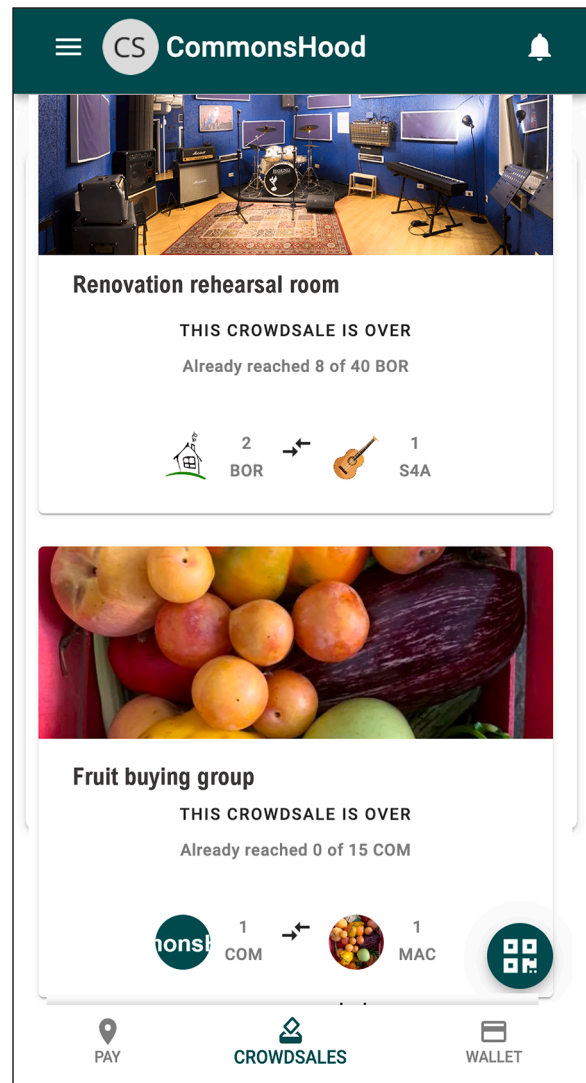 CS CommonsHood
Renovation rehearsal room
THIS CROWDSALE IS OVER
Already reached 8 of 40 BOR
2 1
BOR S4A
Fruit buying group
THIS CROWDSALE IS OVER
Already reached 0 of 15 COM
1 1
COM MAC
PAY CROWDSALES WALLET